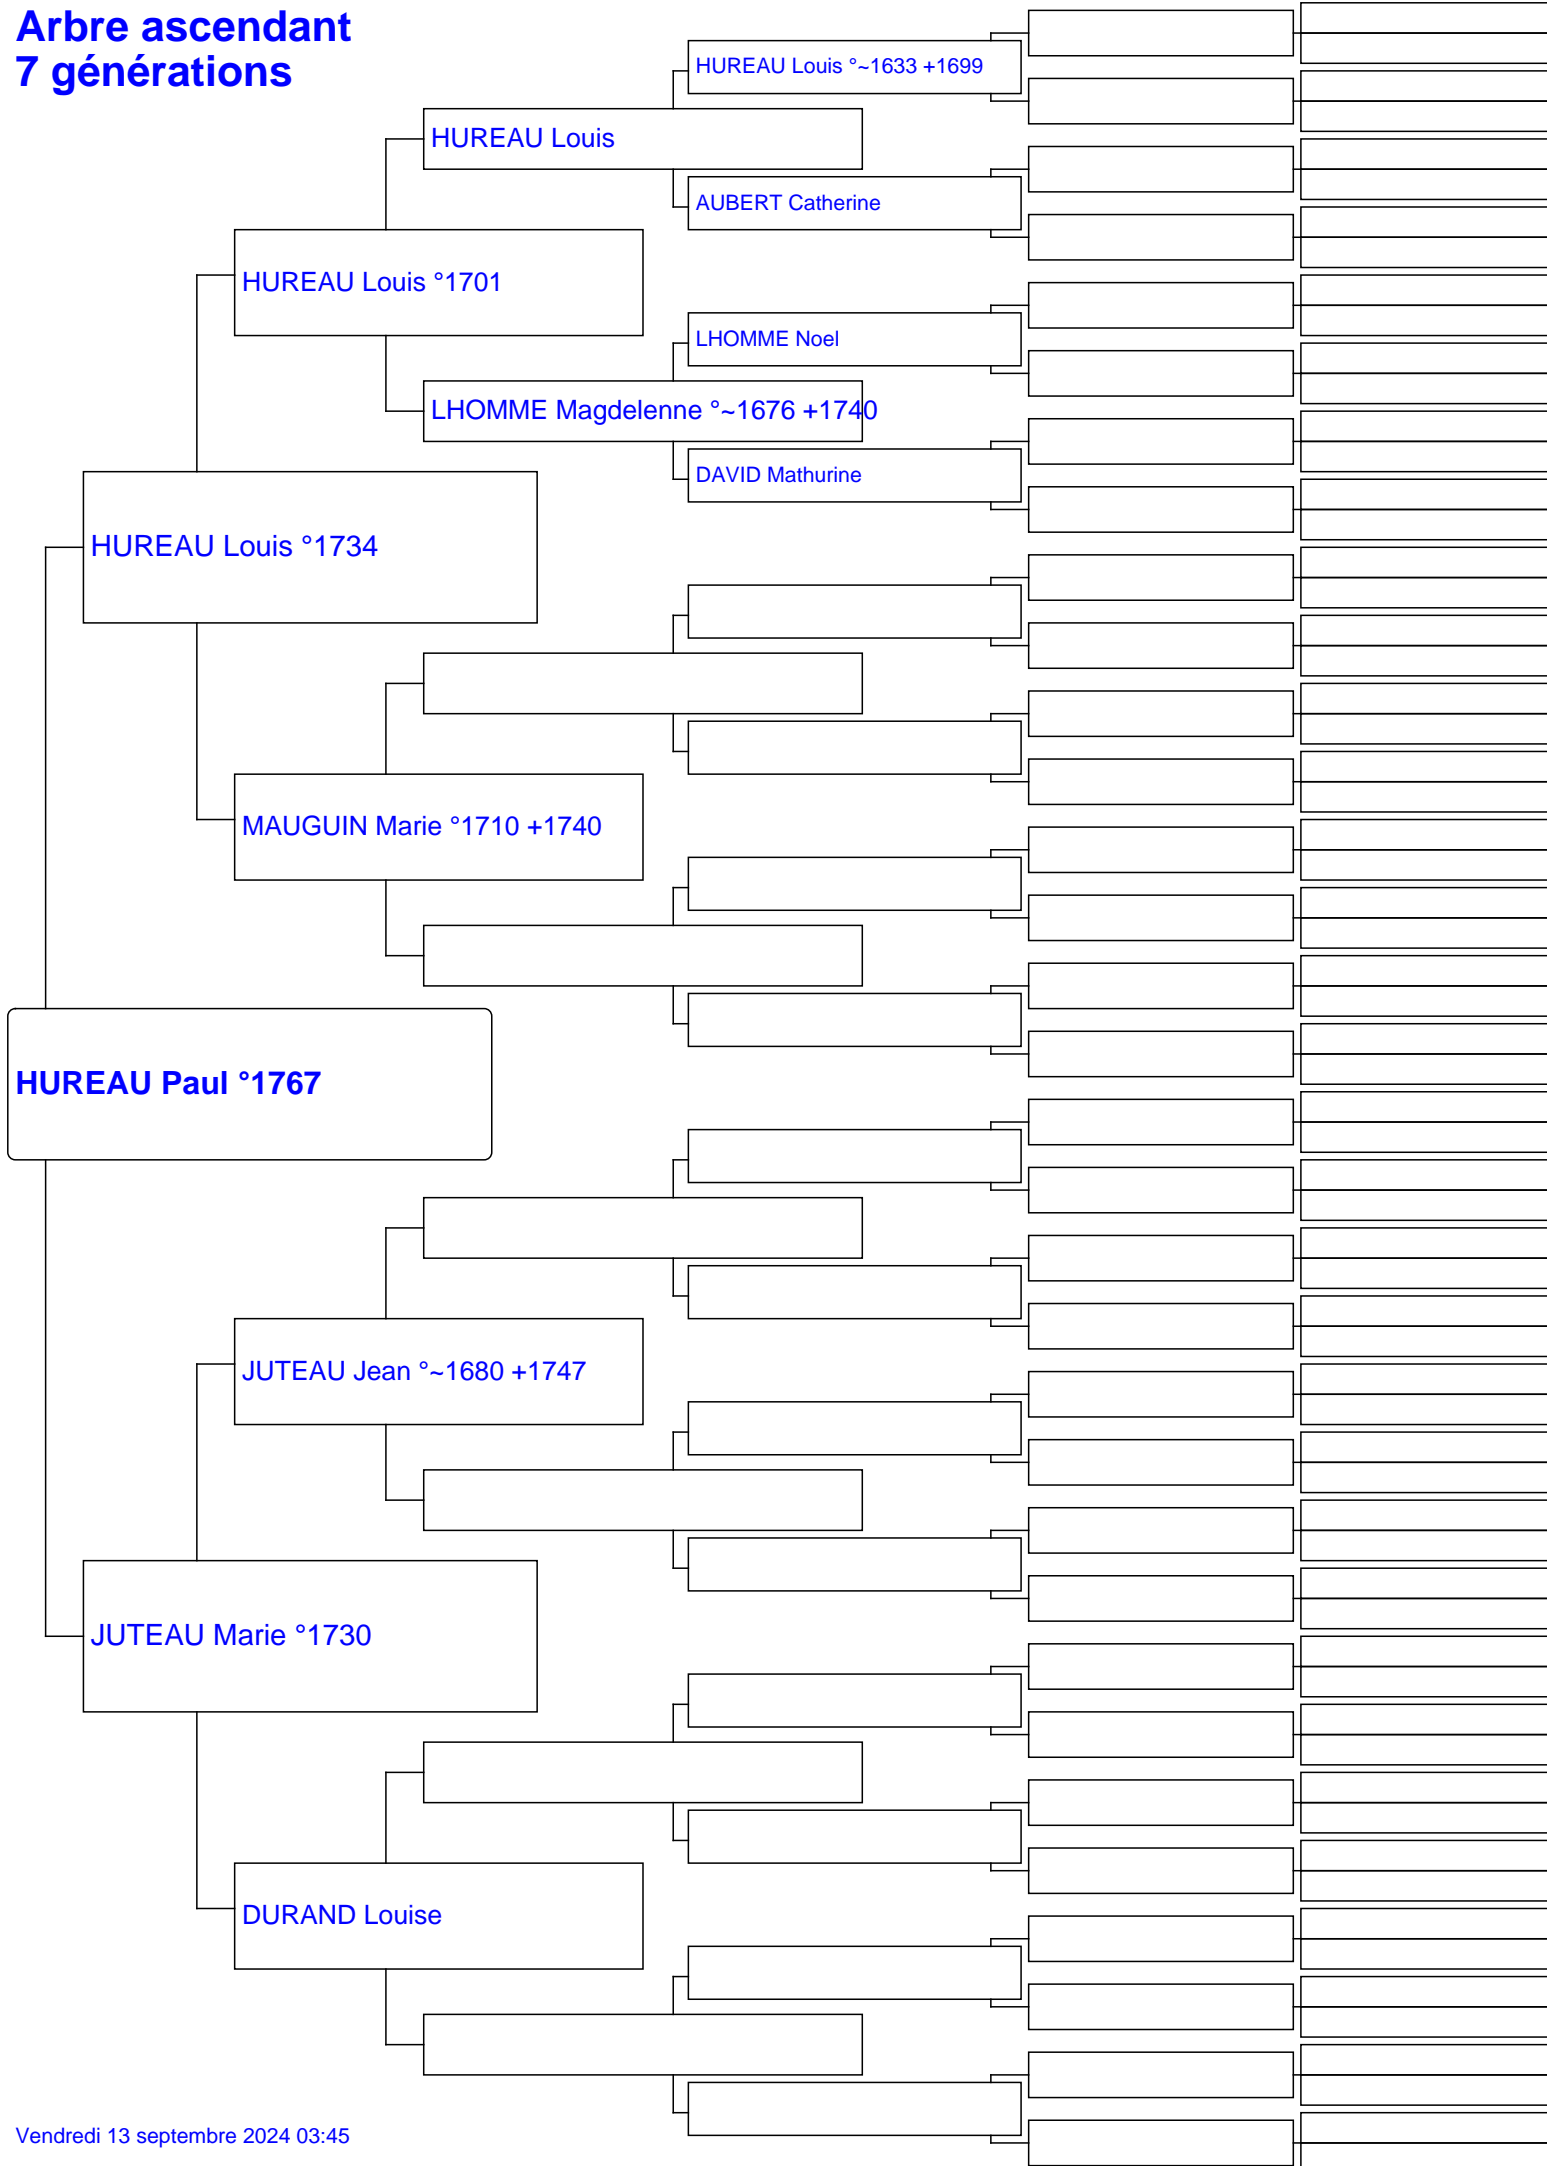 Arbre ascendant
7 générations
HUREAU Louis °~1633 +1699
HUREAU Louis
AUBERT Catherine
HUREAU Louis °1701
LHOMME Noel
LHOMME Magdelenne °~1676 +1740
DAVID Mathurine
HUREAU Louis °1734
MAUGUIN Marie °1710 +1740
HUREAU Paul °1767
JUTEAU Jean °~1680 +1747
JUTEAU Marie °1730
DURAND Louise
Vendredi 13 septembre 2024 03:45